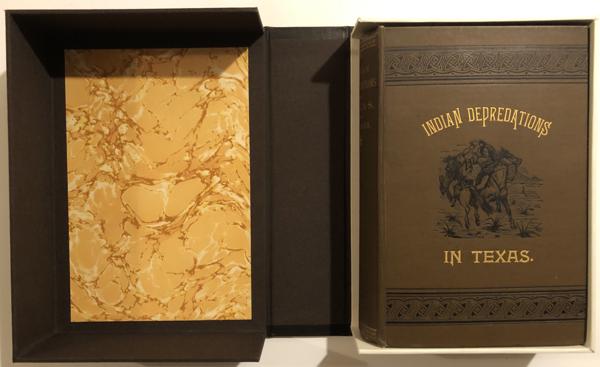 INDIAN DEPREDATIONS
IN TEXAS.